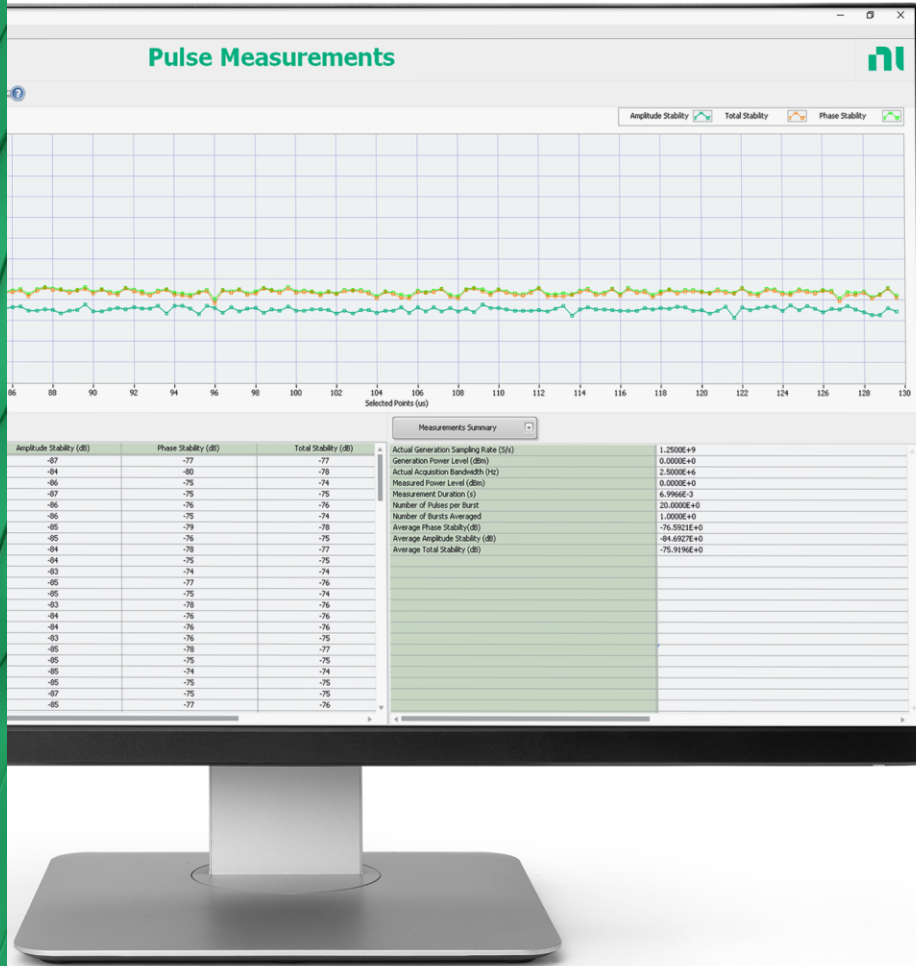 Pulse Measurements
ni
Amplitude Stability Total Stability Phase Stability
86 88 90 92 94 96 98 100 102 104 106 108 110 112 114 116 118 120 122 124 126 128 130
Selected Points (us)
Measurements Summary
Amplitude Stability (dB) Phase Stability (dB) Total Stability (dB)
-87 -77 -77
-84 -80 -78
-86 -75 -74
-87 -75 -75
-86 -76 -76
-86 -75 -74
-85 -79 -78
-85 -76 -75
-84 -78 -77
-84 -75 -75
-83 -74 -74
-85 -77 -76
-85 -75 -74
-83 -78 -76
-84 -76 -76
-84 -76 -76
-83 -76 -75
-85 -78 -77
-85 -75 -75
-85 -74 -74
-85 -75 -75
-87 -75 -75
-85 -77 -76
Actual Generation Sampling Rate (S/s) 1.2500E+9
Generation Power Level (dBm) 0.0000E+0
Actual Acquisition Bandwidth (Hz) 2.5000E+6
Measured Power Level (dBm) 0.0000E+0
Measurement Duration (s) 6.9966E-3
Number of Pulses per Burst 20.0000E+0
Number of Bursts Averaged 1.0000E+0
Average Phase Stabilty(dB) -76.5921E+0
Average Amplitude Stability (dB) -84.6927E+0
Average Total Stability (dB) -75.9196E+0